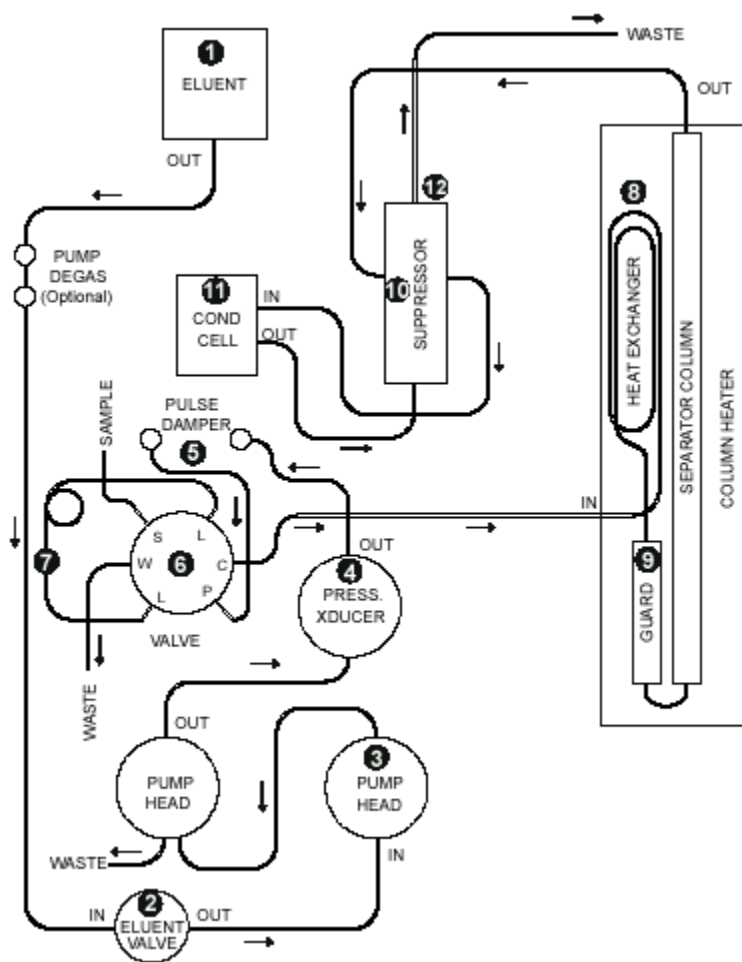 1
ELUENT
OUT
WASTE
OUT
PUMP
DEGAS
(Optional)
12
10
SUPPRESSOR
11
COND
CELL
IN
OUT
8
HEAT EXCHANGER
SEPARATOR COLUMN
COLUMN HEATER
SAMPLE
PULSE
DAMPER
5
IN
S
L
W
6
C
L
P
7
VALVE
WASTE
OUT
4
PRESS.
XDUCER
9
GUARD
OUT
PUMP
HEAD
WASTE
3
PUMP
HEAD
IN
IN
2
OUT
ELUENT
VALVE